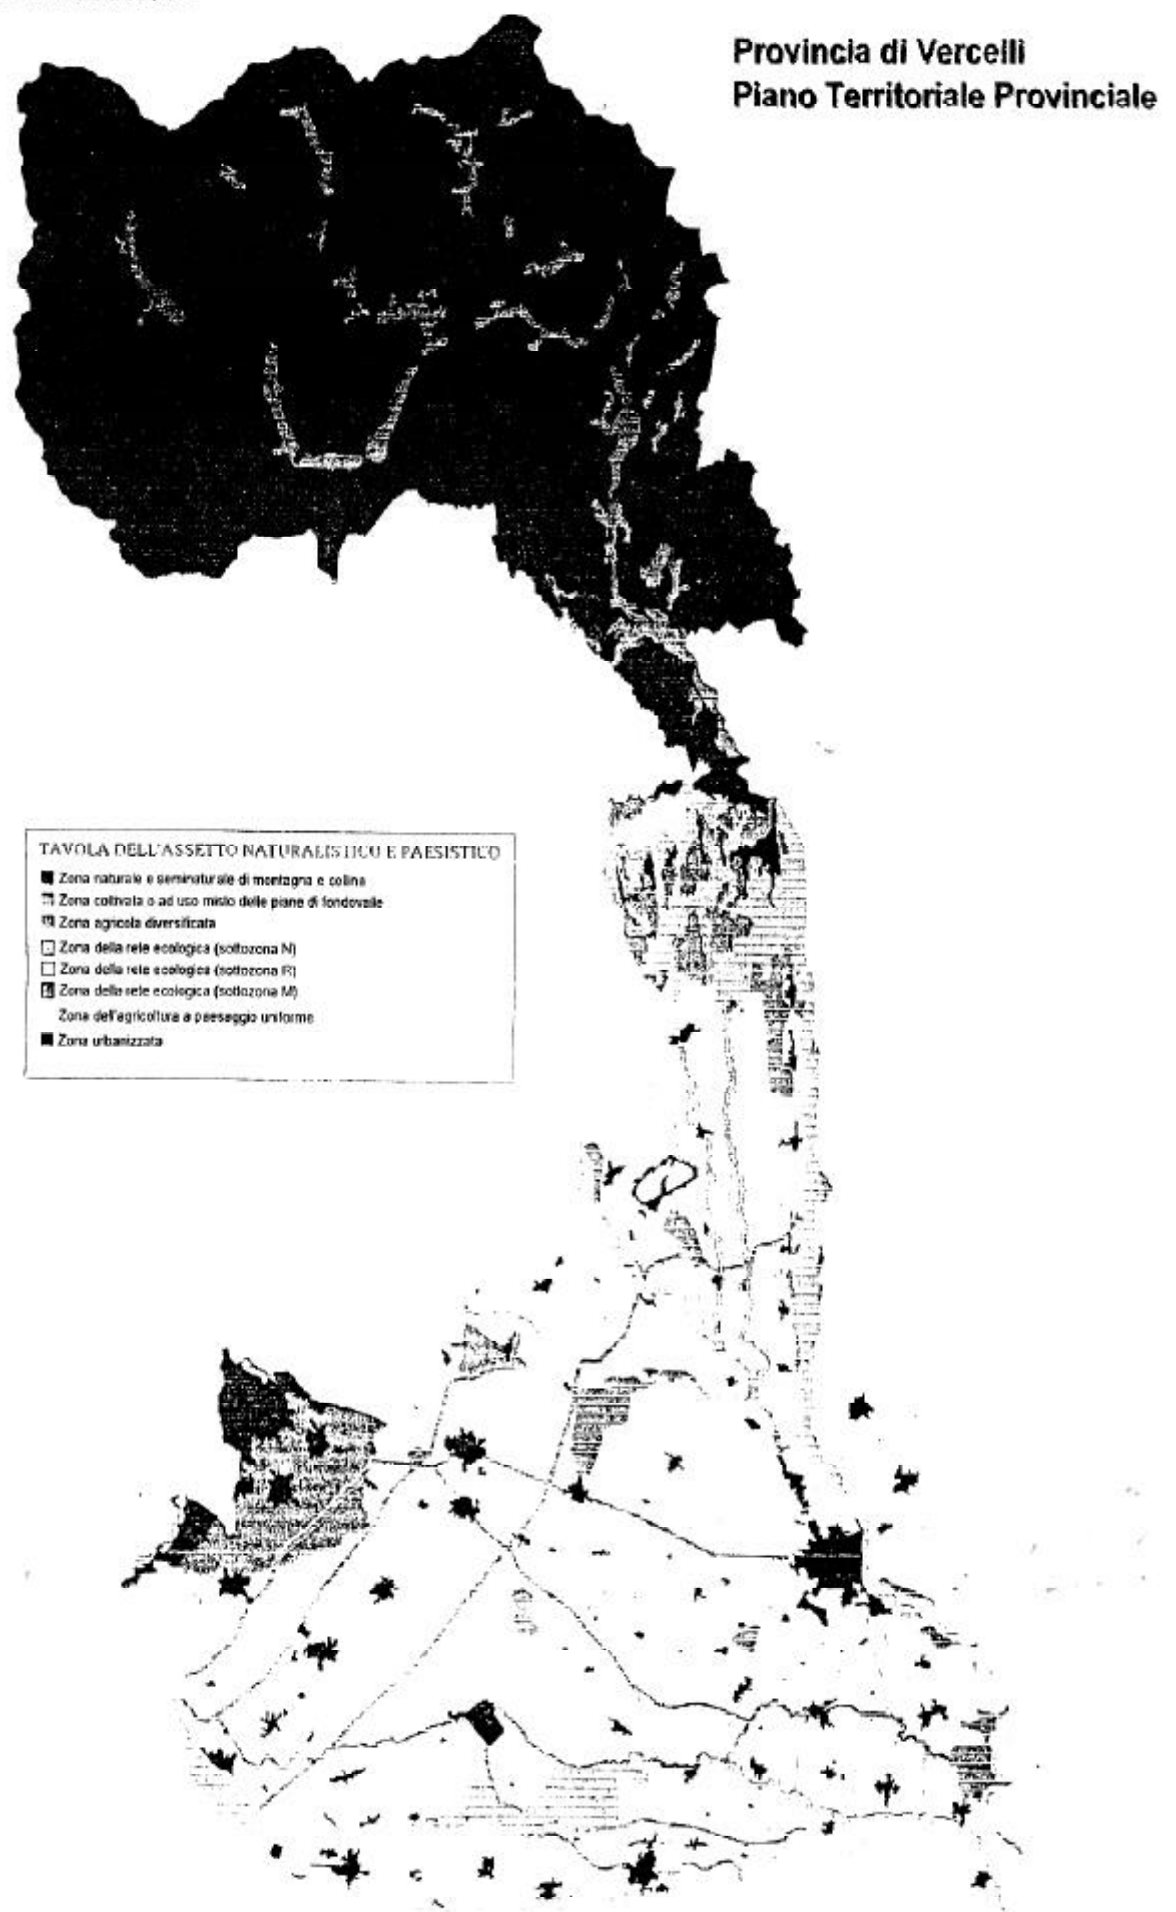 Provincia di Vercelli
Piano Territoriale Provinciale
TAVOLA DELL'ASSETTO NATURALISTICO E PAESISTICO
Zona naturale e seminaturale di montagna e collina
Zona coltivata o ad uso misto delle piane di fondovalle
Zona agricola diversificata
Zona della rete ecologica (sottozona N)
Zona della rete ecologica (sottozona R)
Zona della rete ecologica (sottozona M)
Zona dell'agricoltura a paesaggio uniforme
Zona urbanizzata